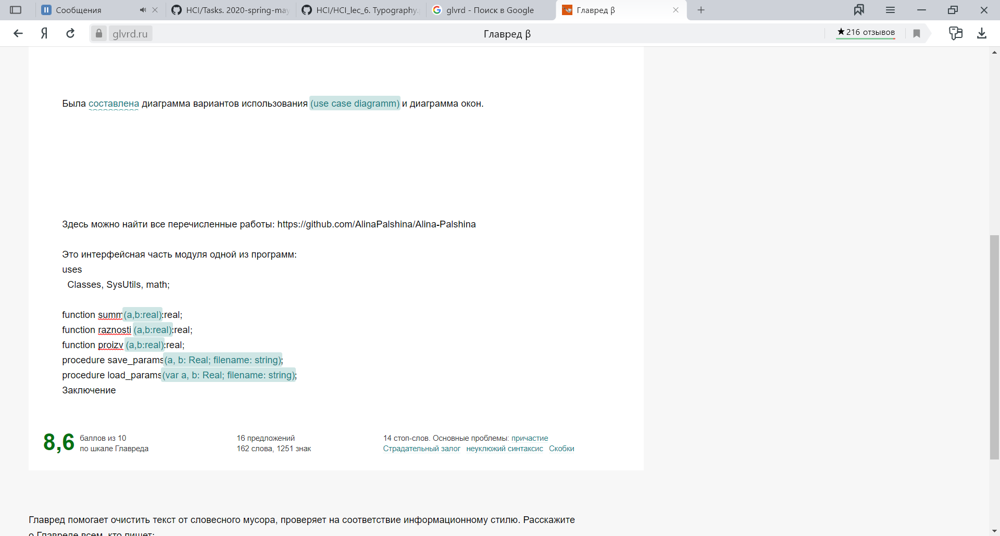 Сообщения
HCI/Tasks. 2020-spring-may
HCI/HCI_lec_6. Typography.
glvrd - Поиск в Google
Главред β
Я
glvrd.ru
Главред β
★216 отзывов
Была составлена диаграмма вариантов использования (use case diagramm) и диаграмма окон.
Здесь можно найти все перечисленные работы: https://github.com/AlinaPalshina/Alina-Palshina
Это интерфейсная часть модуля одной из программ:
uses
Classes, SysUtils, math;
function summ(a,b:real):real;
function raznosti (a,b:real):real;
function proizv (a,b:real):real;
procedure save_params(a, b: Real; filename: string);
procedure load_params(var a, b: Real; filename: string);
Заключение
8,6
баллов из 10
по шкале Главреда
16 предложений
162 слова, 1251 знак
14 стоп-слов. Основные проблемы: причастие
Страдательный залог неуклюжий синтаксис Скобки
Главред помогает очистить текст от словесного мусора, проверяет на соответствие информационному стилю. Расскажите
о Главреде всем, кто пишет: